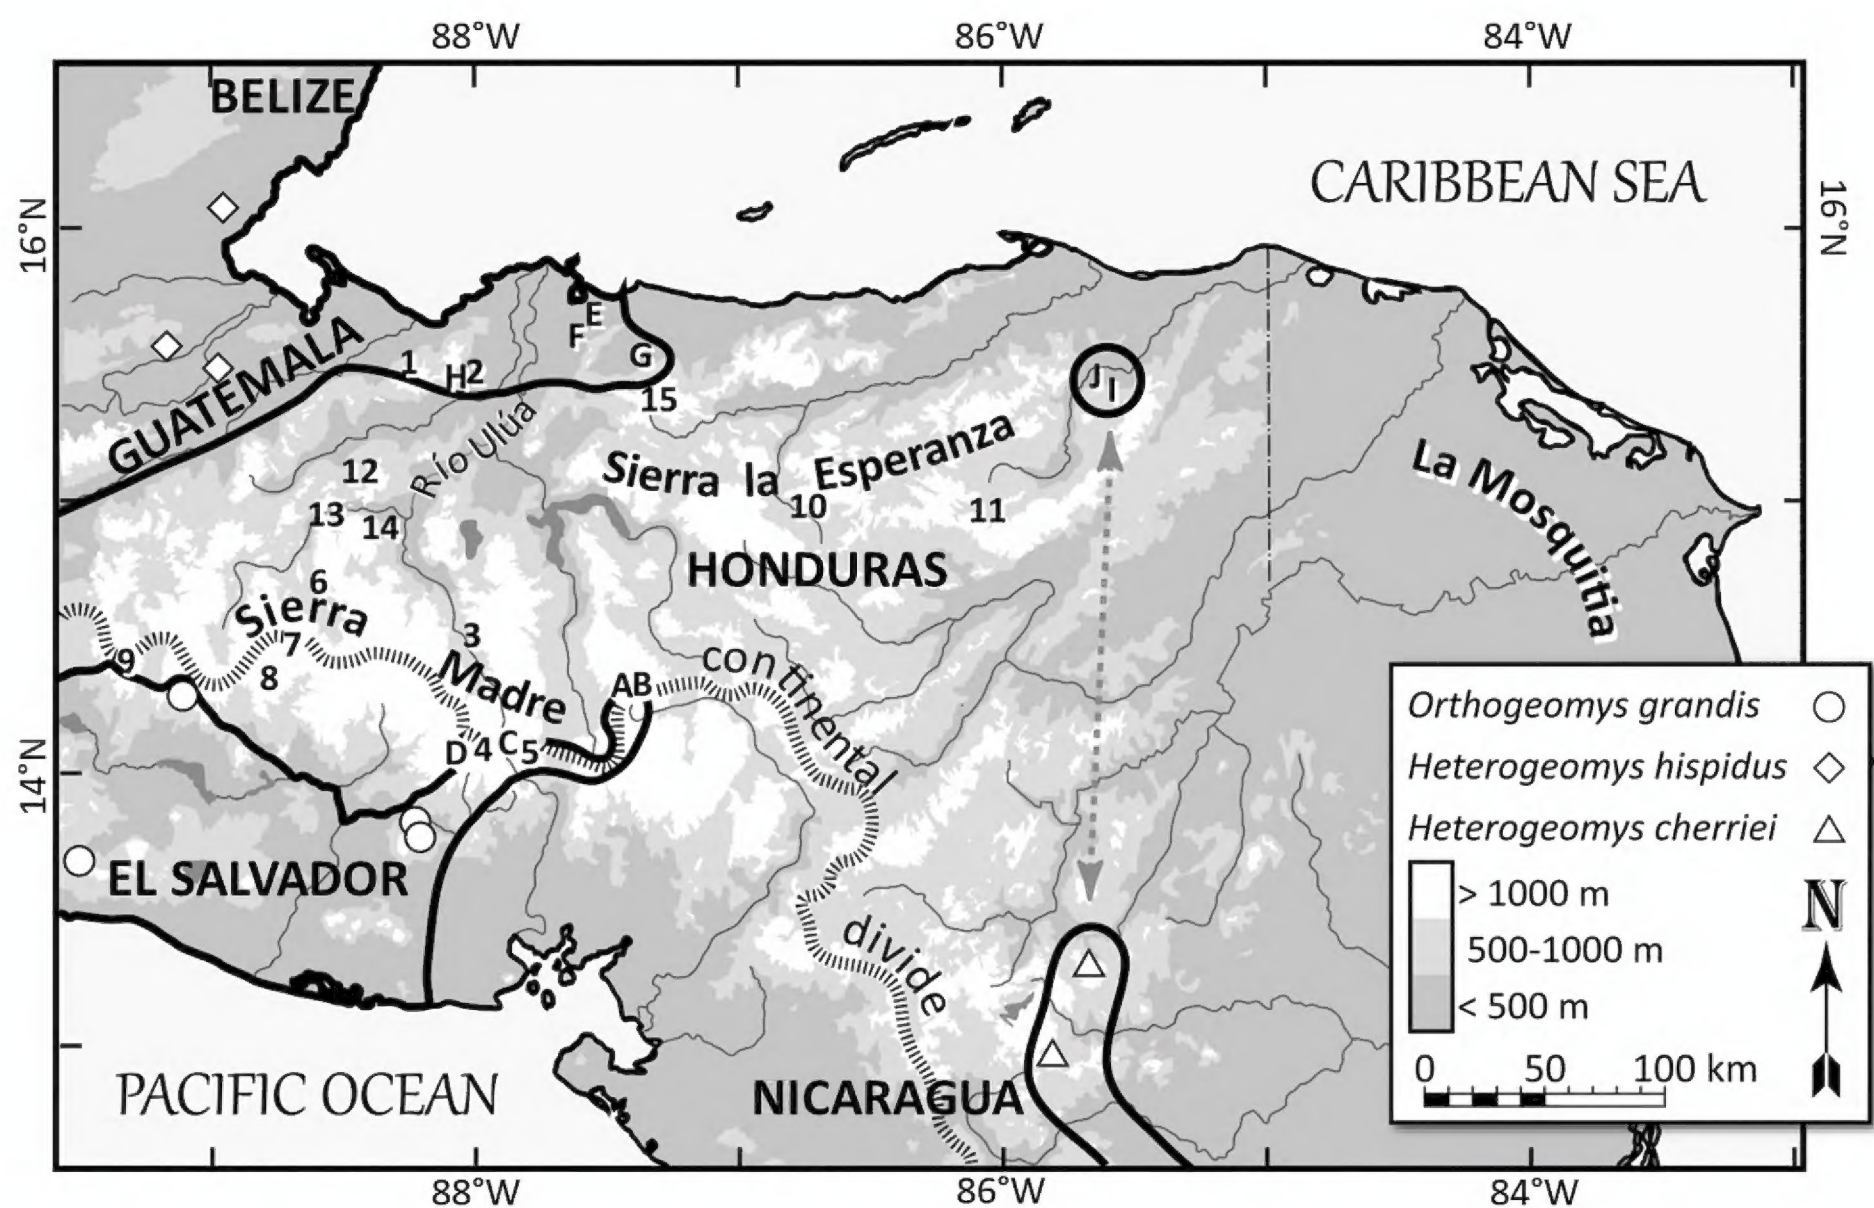 88°W 86°W 84°W
BELIZE
CARIBBEAN SEA
16°N
16°N
GUATEMALA
E
F
G
1
H2
15
J
I
Río Ulúa
Sierra la Esperanza
La Mosquitia
12
10
11
13
14
HONDURAS
6
Sierra
7
3
9
8
Madre
AB
continental
D4 C5
14°N
EL SALVADOR
divide
PACIFIC OCEAN
NICARAGUA
Orthogeomys grandis
Heterogeomys hispidus
Heterogeomys cherriei
> 1000 m
500-1000 m
< 500 m
N
0 50 100 km
88°W 86°W 84°W